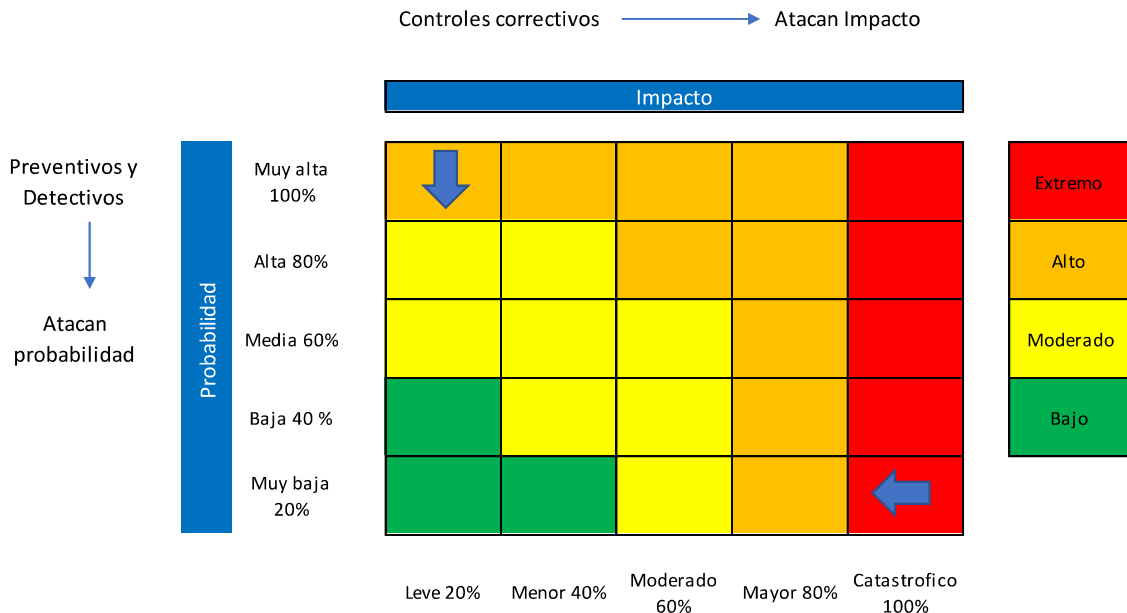 Controles correctivos
Atacan Impacto
Impacto
Preventivos y
Detectivos
Atacan
probabilidad
Probabilidad
Muy alta
100%
Alta 80%
Media 60%
Baja 40 %
Muy baja
20%
Extremo
Alto
Moderado
Bajo
Leve 20%
Menor 40%
Moderado
60%
Mayor 80%
Catastrofico
100%